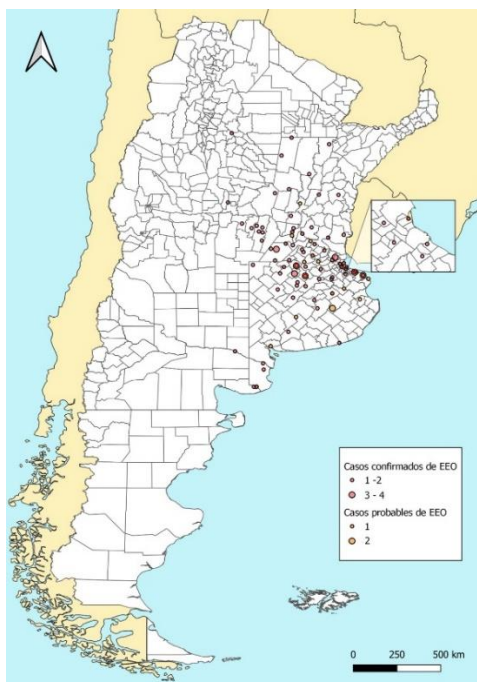 Casos confirmados de EEO
1 -2
3 - 4
Casos probables de EEO
1
2
0 250 500 km